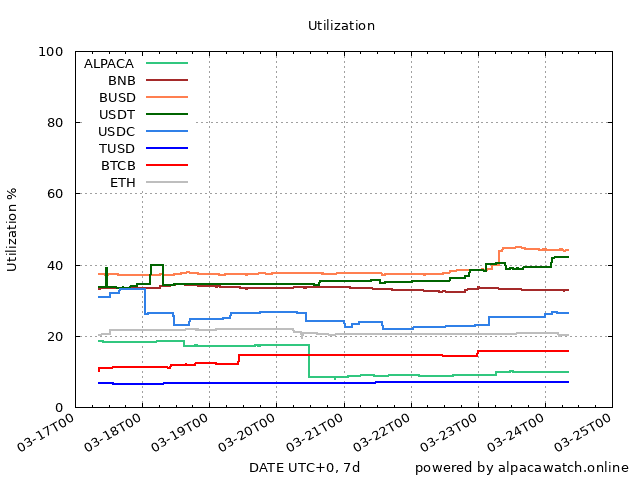 Utilization
100
80
60
40
20
0
Utilization %
ALPACA
BNB
BUSD
USDT
USDC
TUSD
BTCB
ETH
03-17T00
03-18T00
03-19T00
03-20T00
03-21T00
03-22T00
03-23T00
03-24T00
03-25T00
DATE UTC+0, 7d
powered by alpacawatch.online